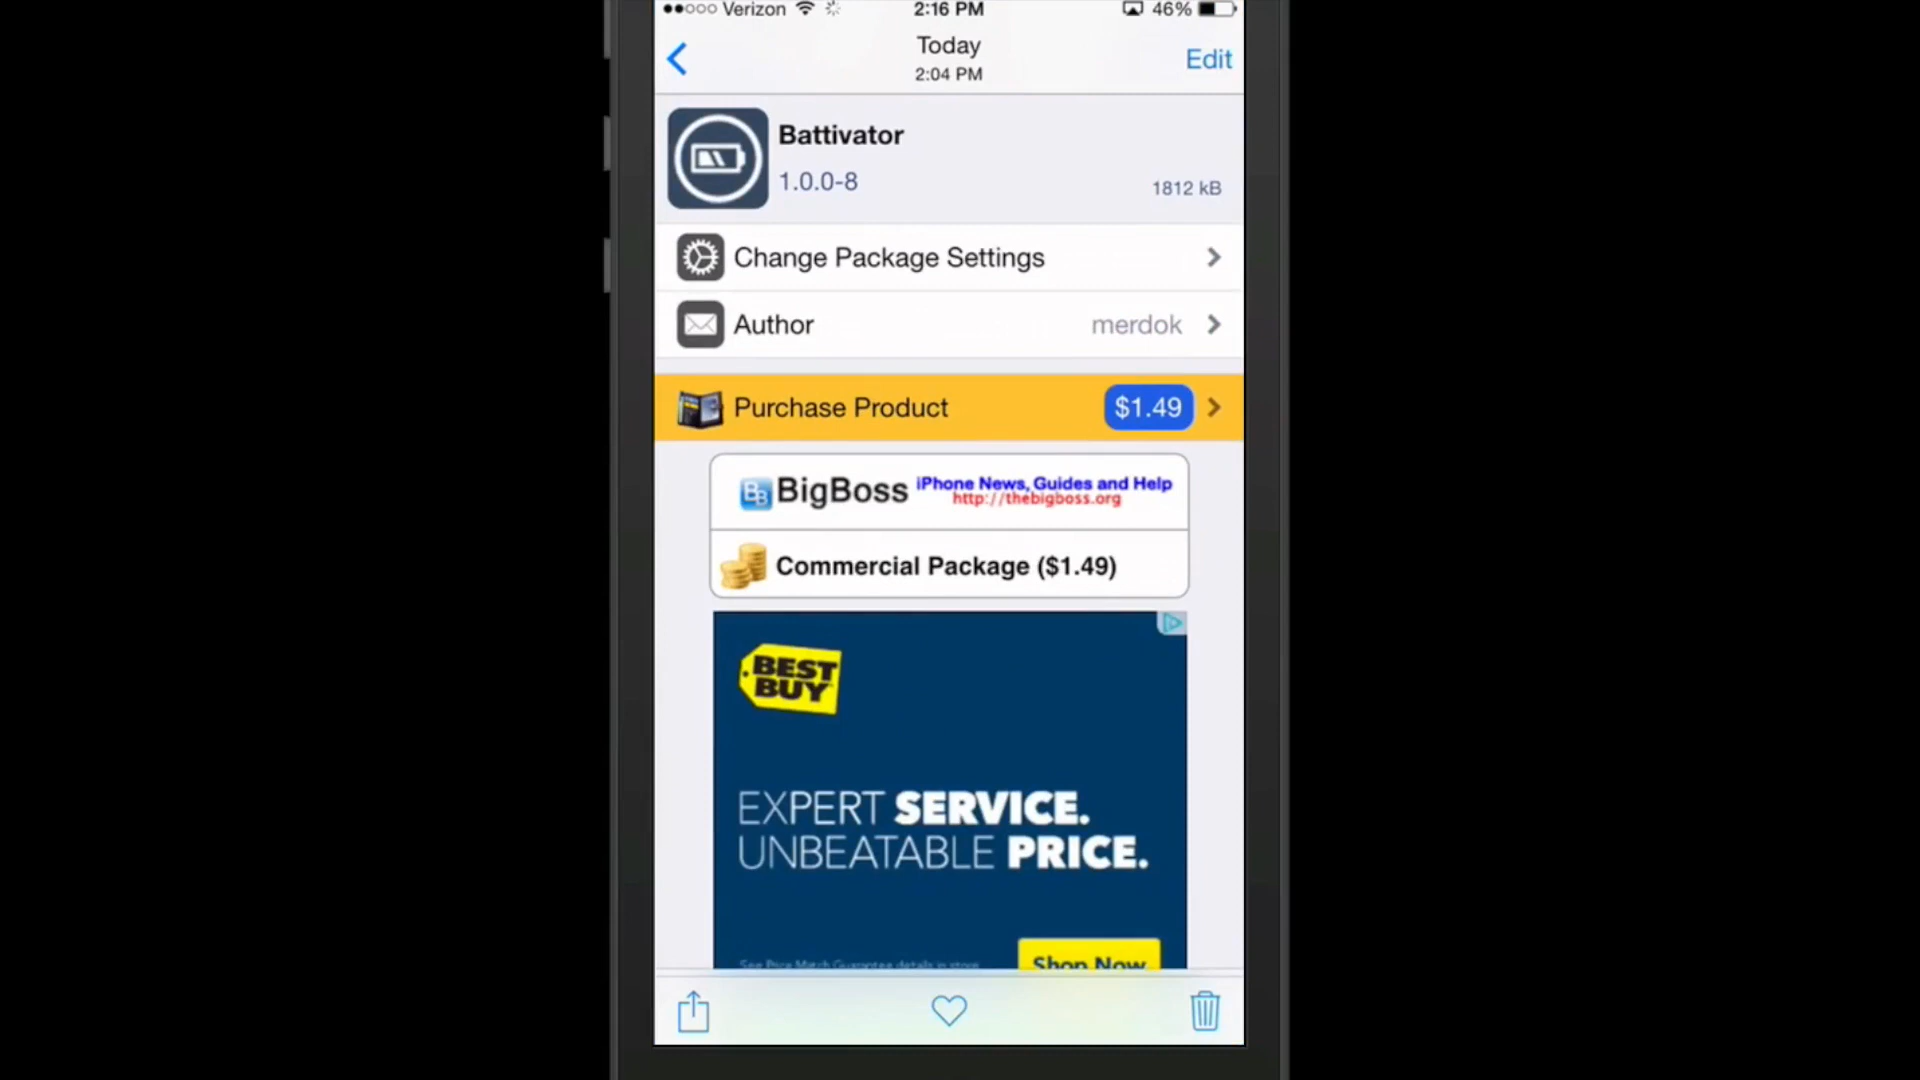 Verizon 2:16 PM 46%
Today
2:04 PM
Edit
Battivator
1.0.0-8
1812 kB
Change Package Settings
Author merdok
Purchase Product $1.49
BB BigBoss iPhone News, Guides and Help
http://thebigboss.org
Commercial Package ($1.49)
BEST
BUY
EXPERT SERVICE.
UNBEATABLE PRICE.
See Price Match Guarantee details in store.
Shop Now